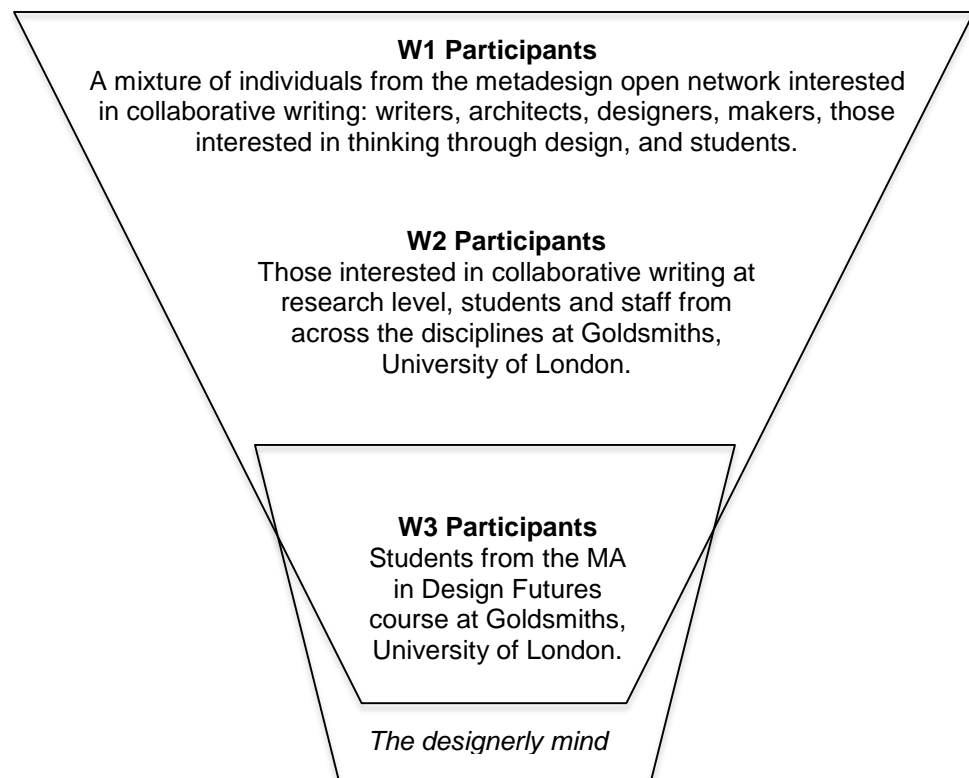 W1 Participants
A mixture of individuals from the metadesign open network interested
in collaborative writing: writers, architects, designers, makers, those
interested in thinking through design, and students.
W2 Participants
Those interested in collaborative writing at
research level, students and staff from
across the disciplines at Goldsmiths,
University of London.
W3 Participants
Students from the MA
in Design Futures
course at Goldsmiths,
University of London.
The designerly mind